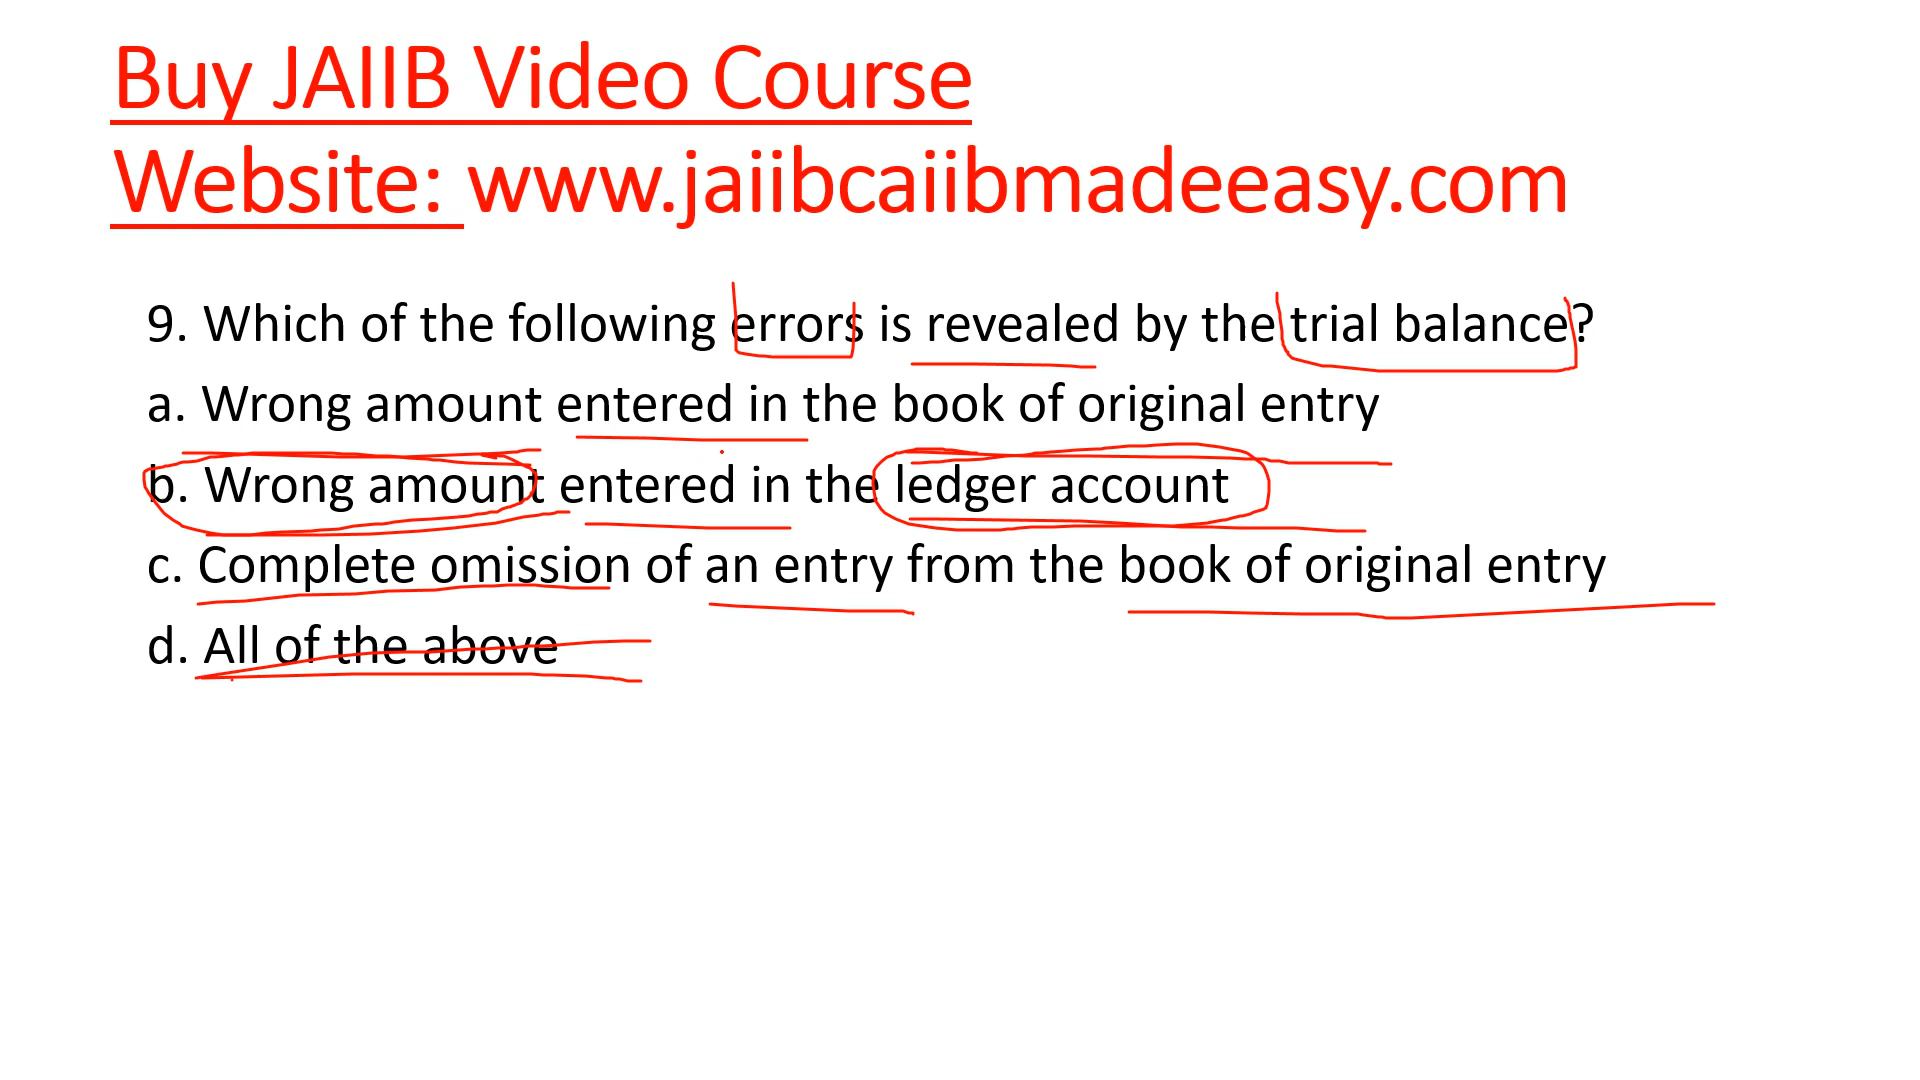 Buy JAIIB Video Course
Website: www.jaiibcaiibmadeeasy.com
9. Which of the following errors is revealed by the trial balance?
a. Wrong amount entered in the book of original entry
b. Wrong amount entered in the ledger account
c. Complete omission of an entry from the book of original entry
d. All of the above